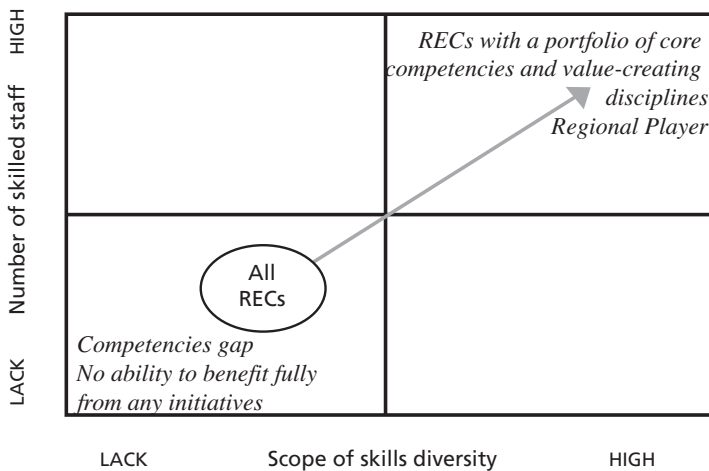 HIGH
Number of skilled staff
LACK
RECs with a portfolio of core
competencies and value-creating
disciplines
Regional Player
All
RECs
Competencies gap
No ability to benefit fully
from any initiatives
LACK
Scope of skills diversity
HIGH